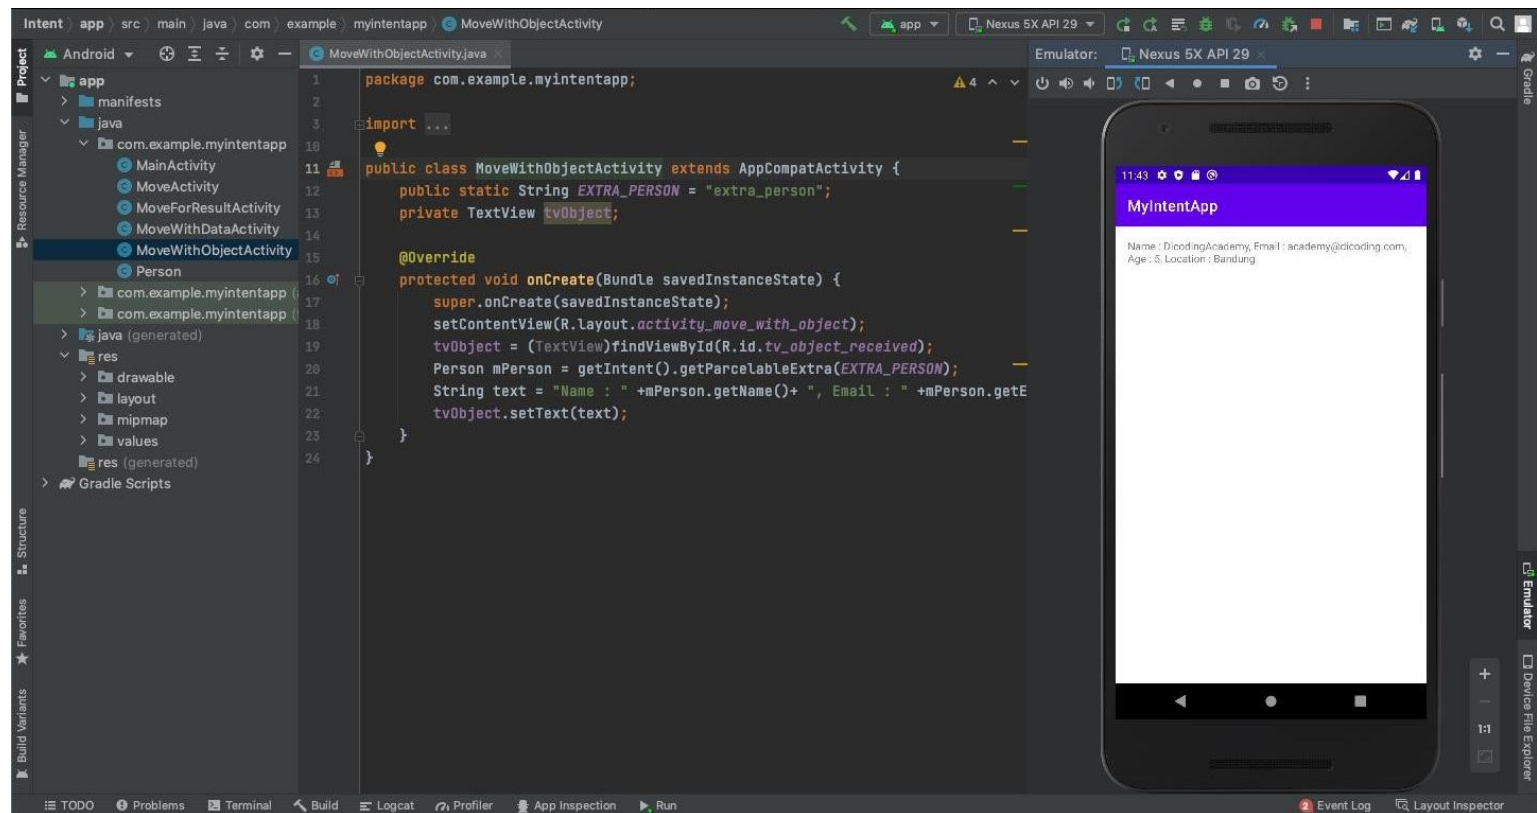 Intent app src main java com example myintentapp MoveWithObjectActivity
app
Nexus 5X API 29
Android
MoveWithObjectActivity.java
Emulator:
Nexus 5X API 29
Project
Resource Manager
Structure
Favorites
Build Variants
app
manifests
java
com.example.myintentapp
MainActivity
MoveActivity
MoveForResultActivity
MoveWithDataActivity
MoveWithObjectActivity
Person
com.example.myintentapp (
com.example.myintentapp (
java (generated)
res
drawable
layout
mipmap
values
res (generated)
Gradle Scripts
4
1 package com.example.myintentapp;
2
3 import ...
10
11 public class MoveWithObjectActivity extends AppCompatActivity {
12 public static String EXTRA_PERSON = "extra_person";
13 private TextView tvObject;
14
15 @Override
16 protected void onCreate(Bundle savedInstanceState) {
17 super.onCreate(savedInstanceState);
18 setContentView(R.layout.activity_move_with_object);
19 tvObject = (TextView)findViewById(R.id.tv_object_received);
20 Person mPerson = getIntent().getParcelableExtra(EXTRA_PERSON);
21 String text = "Name : " +mPerson.getName()+ ", Email : " +mPerson.getE
22 tvObject.setText(text);
23 }
24 }
11:43
MyIntentApp
Name : DicodingAcademy, Email : academy@dicoding.com,
Age : 5, Location : Bandung
1:1
Gradle
Emulator
Device File Explorer
TODO Problems Terminal Build Logcat Profiler App Inspection Run
2 Event Log Layout Inspector